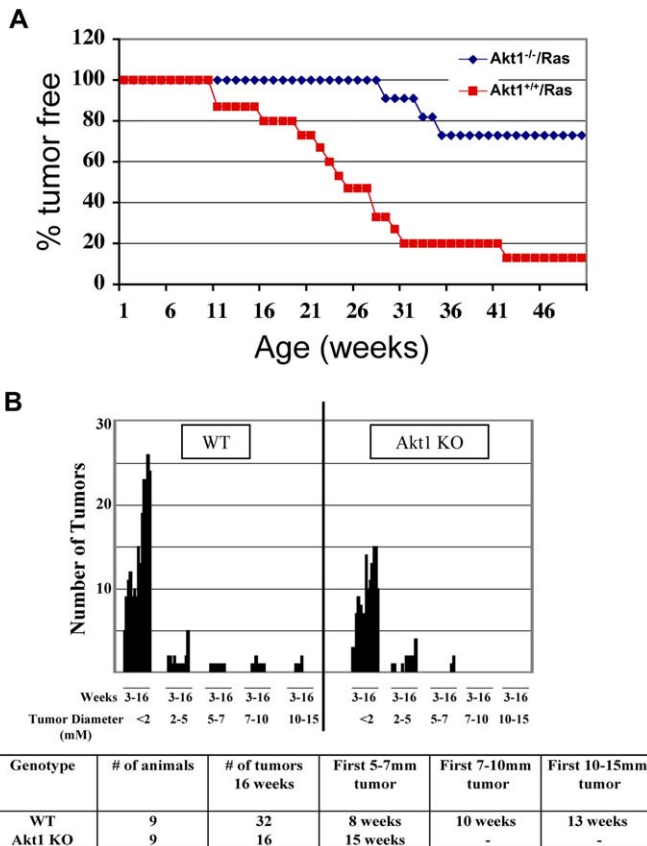 A
120
100
80
60
40
20
0
% tumor free
Akt1-/-/Ras
Akt1+/+/Ras
1 6 11 16 21 26 31 36 41 46
Age (weeks)
B
30
20
10
Number of Tumors
WT
Akt1 KO
Weeks 3-16 3-16 3-16 3-16 3-16 3-16 3-16 3-16 3-16 3-16
Tumor Diameter <2 2-5 5-7 7-10 10-15 <2 2-5 5-7 7-10 10-15
(mM)
Genotype # of animals # of tumors First 5-7mm First 7-10mm First 10-15mm
16 weeks tumor tumor tumor
WT 9 32 8 weeks 10 weeks 13 weeks
Akt1 KO 9 16 15 weeks - -